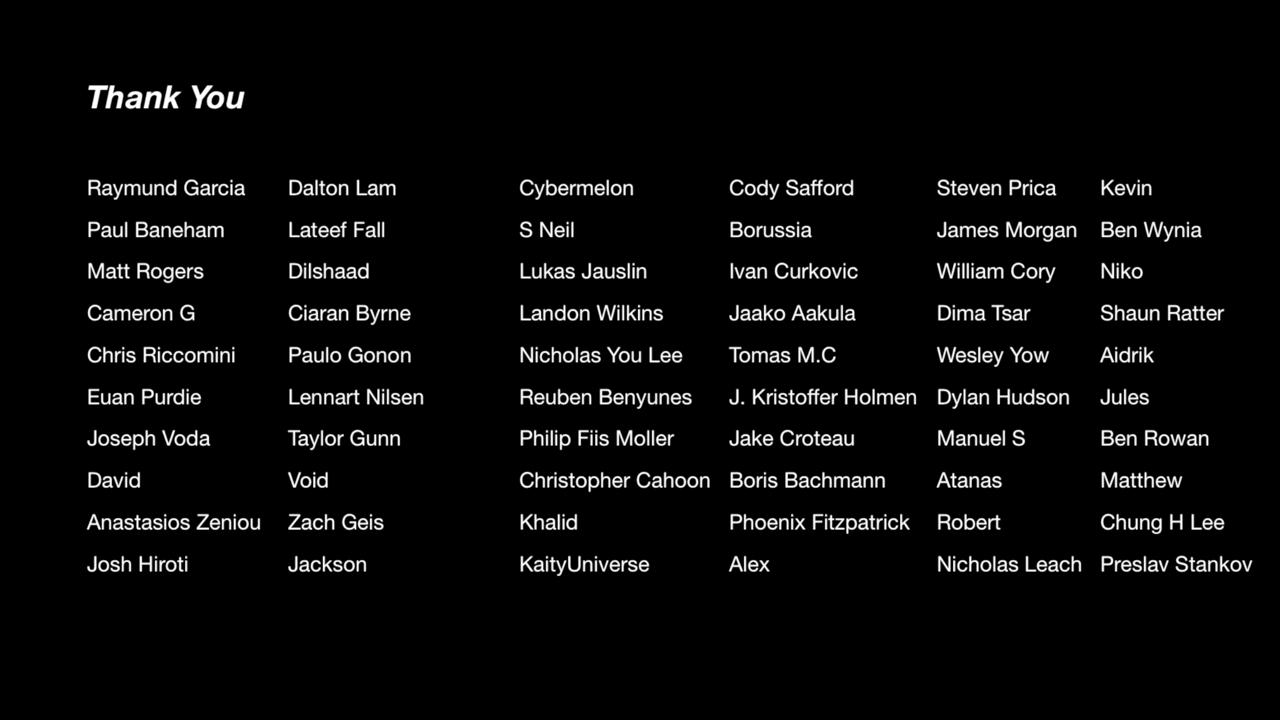 Thank You
Raymund Garcia Dalton Lam Cybermelon Cody Safford Steven Prica Kevin
Paul Baneham Lateef Fall S Neil Borussia James Morgan Ben Wynia
Matt Rogers Dilshaad Lukas Jauslin Ivan Curkovic William Cory Niko
Cameron G Ciaran Byrne Landon Wilkins Jaako Aakula Dima Tsar Shaun Ratter
Chris Riccomini Paulo Gonon Nicholas You Lee Tomas M.C Wesley Yow Aidrik
Euan Purdie Lennart Nilsen Reuben Benyunes J. Kristoffer Holmen Dylan Hudson Jules
Joseph Voda Taylor Gunn Philip Fiis Moller Jake Croteau Manuel S Ben Rowan
David Void Christopher Cahoon Boris Bachmann Atanas Matthew
Anastasios Zeniou Zach Geis Khalid Phoenix Fitzpatrick Robert Chung H Lee
Josh Hiroti Jackson KaityUniverse Alex Nicholas Leach Preslav Stankov